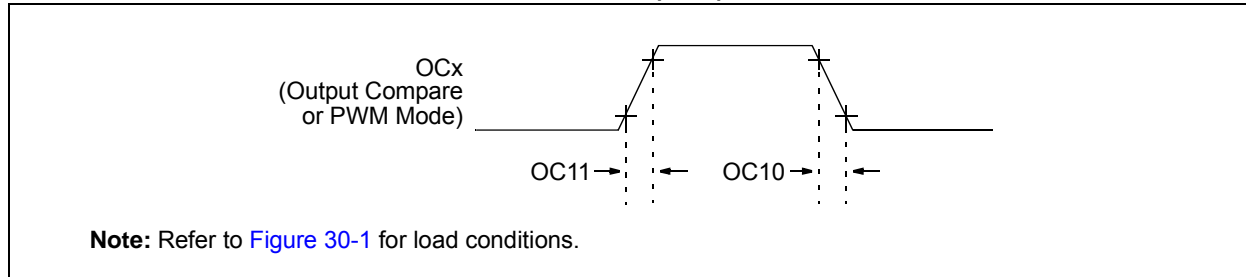 OCx
(Output Compare
or PWM Mode)
OC11
OC10
Note: Refer to Figure 30-1 for load conditions.